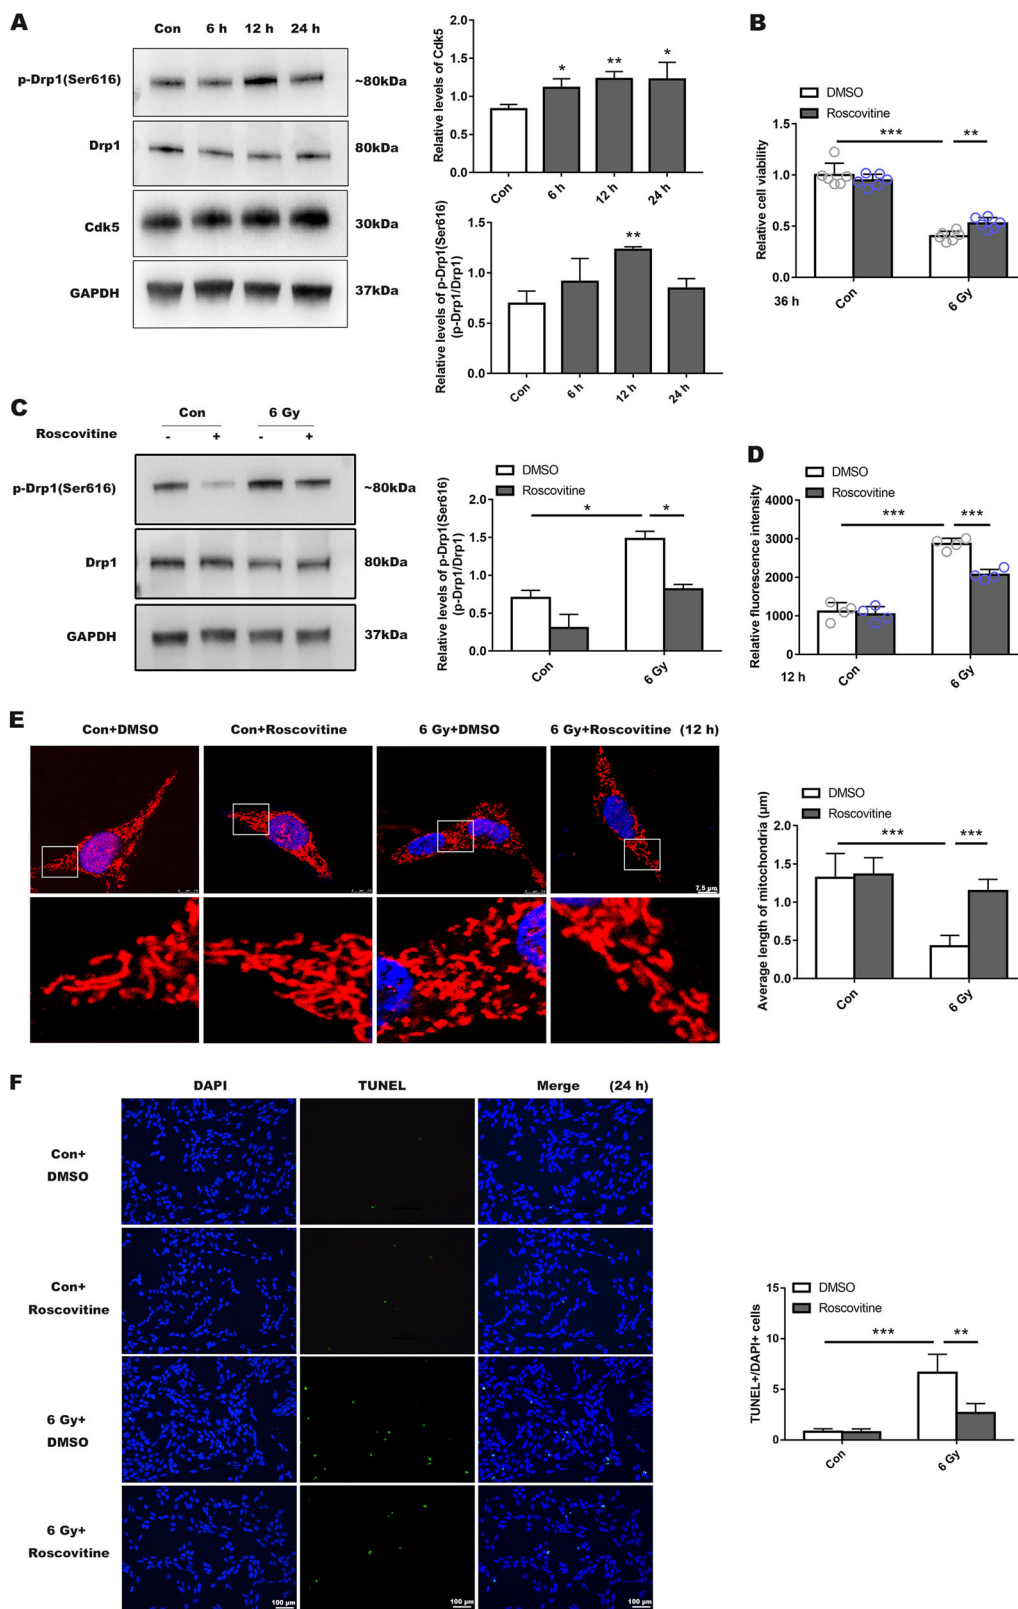 A
Con 6 h 12 h 24 h
p-Drp1(Ser616) ~80kDa
Drp1 80kDa
Cdk5 30kDa
GAPDH 37kDa
Relative levels of Cdk5
2.0
1.5
1.0
0.5
0.0
* ** *
Con 6 h 12 h 24 h
Relative levels of p-Drp1(Ser616)
(p-Drp1/Drp1)
1.5
1.0
0.5
0.0
**
Con 6 h 12 h 24 h
B
DMSO
Roscovitine
Relative cell viability
1.5
1.0
0.5
0.0
*** **
Con 6 Gy
36 h
C
Con 6 Gy
Roscovitine - + - +
p-Drp1(Ser616) ~80kDa
Drp1 80kDa
GAPDH 37kDa
DMSO
Roscovitine
Relative levels of p-Drp1(Ser616)
(p-Drp1/Drp1)
2.0
1.5
1.0
0.5
0.0
* *
Con 6 Gy
D
DMSO
Roscovitine
Relative fluorescence intensity
4000
3000
2000
1000
0
*** ***
Con 6 Gy
12 h
E
Con+DMSO Con+Roscovitine 6 Gy+DMSO 6 Gy+Roscovitine (12 h)
7.5 μm
DMSO
Roscovitine
Average length of mitochondria (μm)
2.0
1.5
1.0
0.5
0.0
*** ***
Con 6 Gy
F
DAPI TUNEL Merge (24 h)
Con+
DMSO
Con+
Roscovitine
6 Gy+
DMSO
6 Gy+
Roscovitine
100 μm 100 μm 100 μm
DMSO
Roscovitine
TUNEL+/DAPI+ cells
15
10
5
0
*** **
Con 6 Gy